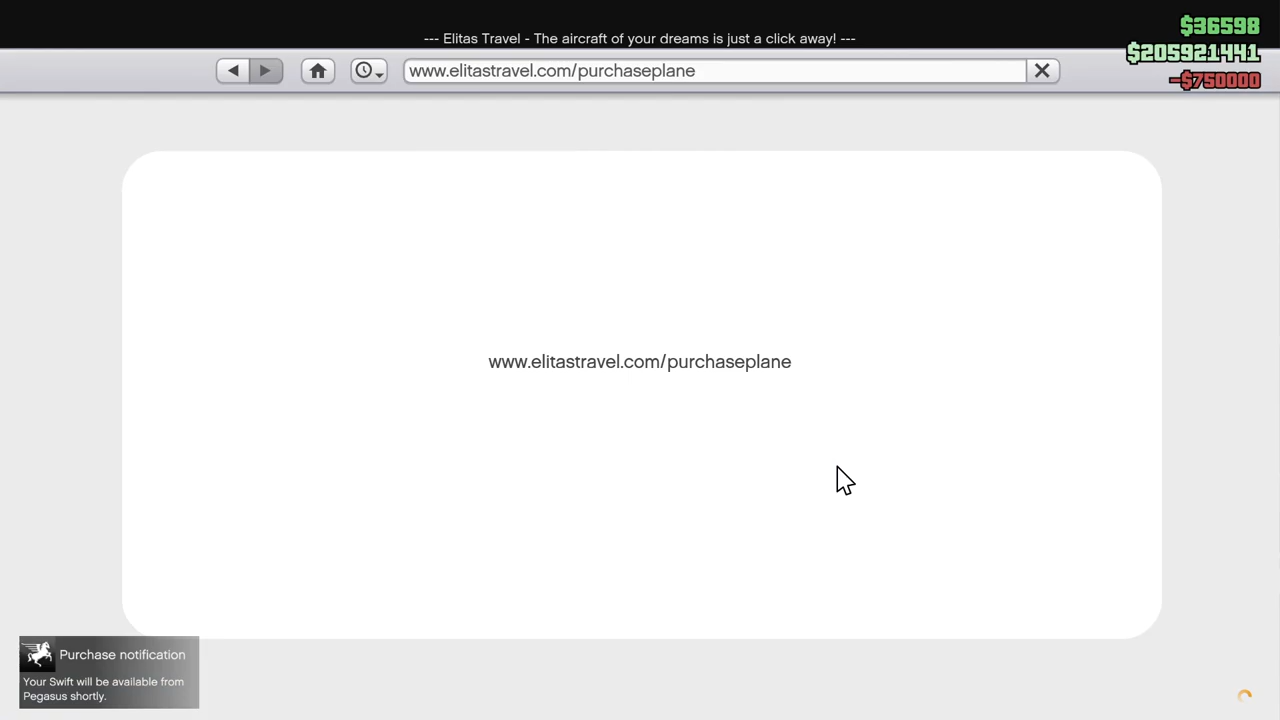 --- Elitas Travel - The aircraft of your dreams is just a click away! ---
$36598
$205921441
-$750000
www.elitastravel.com/purchaseplane
www.elitastravel.com/purchaseplane
Purchase notification
Your Swift will be available from
Pegasus shortly.